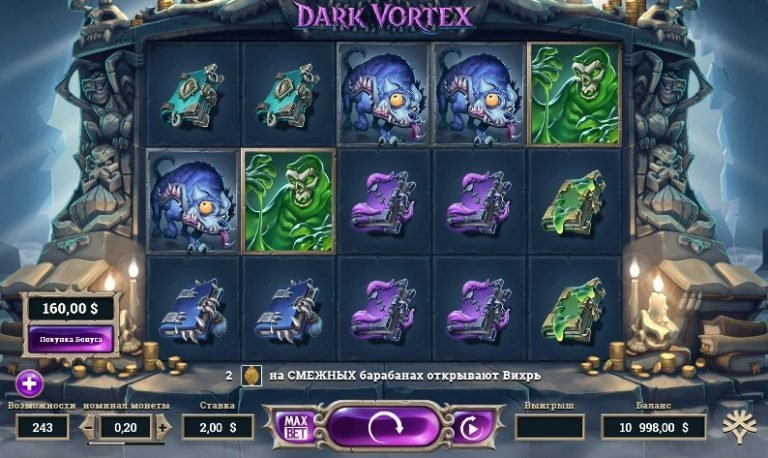 DARK VORTEX
160,00 $
Покупка Бонуса
2 на СМЕЖНЫХ барабанах открывают Вихрь
Возможности номинал монеты Ставка Выигрыш Баланс
243 - 0,20 + 2,00 $ MAX BET 10 998,00 $